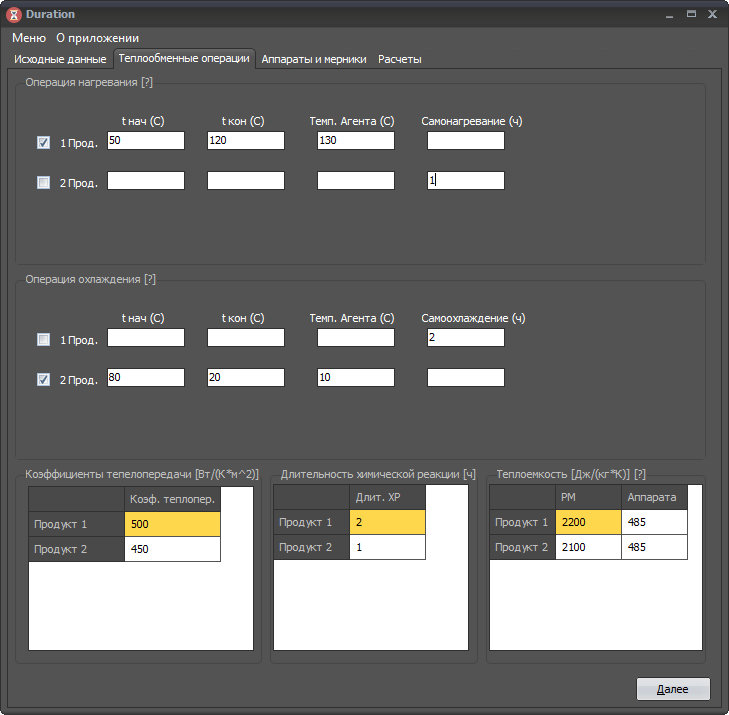 Duration
Меню О приложении
Исходные данные Теплообменные операции Аппараты и мерники Расчеты
Операция нагревания [?]
t нач (С) t кон (С) Темп. Агента (С) Самонагревание (ч)
1 Прод. 50 120 130
2 Прод. 1
Операция охлаждения [?]
t нач (С) t кон (С) Темп. Агента (С) Самоохлаждение (ч)
1 Прод. 2
2 Прод. 80 20 10
Коэффициенты тепелопередачи [Вт/(К*м^2)] Длительность химической реакции [ч] Теплоемкость [Дж/(кг*К)] [?]
Коэф. теплопер. Длит. ХР РМ Аппарата
Продукт 1 500 Продукт 1 2 Продукт 1 2200 485
Продукт 2 450 Продукт 2 1 Продукт 2 2100 485
Далее